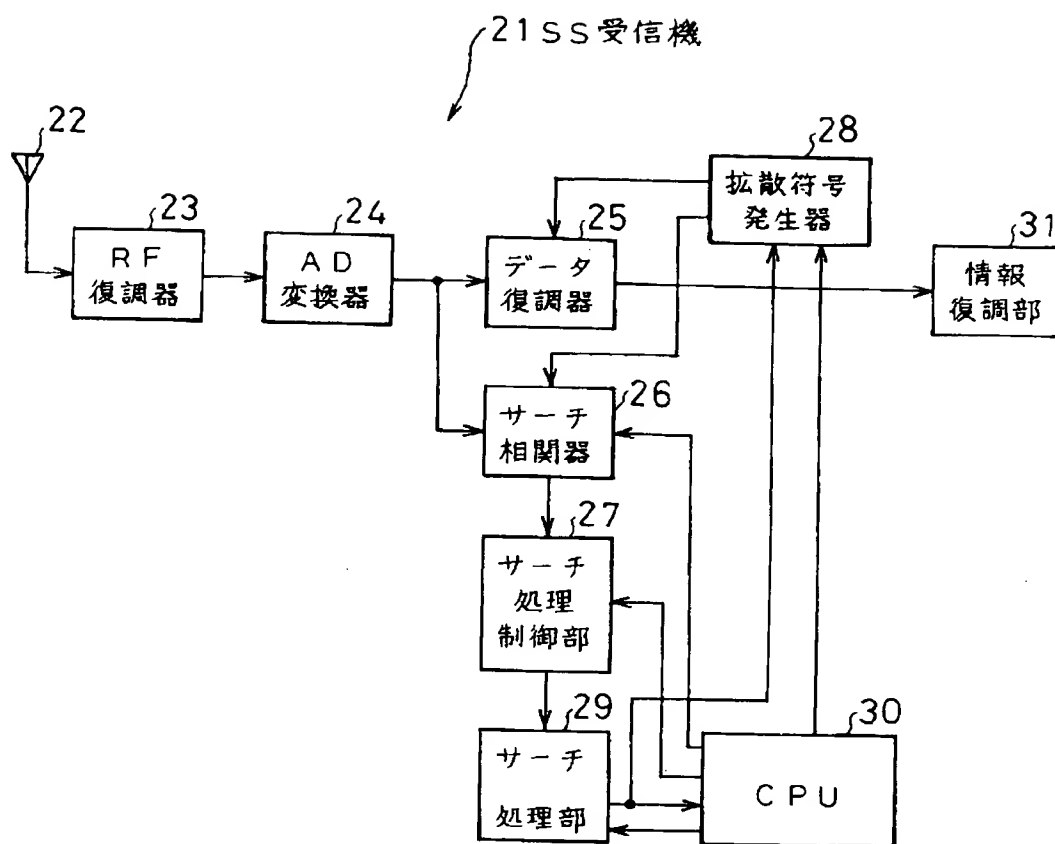 21 SS受信機
22
23
RF
復調器
24
AD
変換器
25
データ
復調器
28
拡散符号
発生器
31
情報
復調部
26
サーチ
相関器
27
サーチ
処理
制御部
29
サーチ
処理部
30
CPU